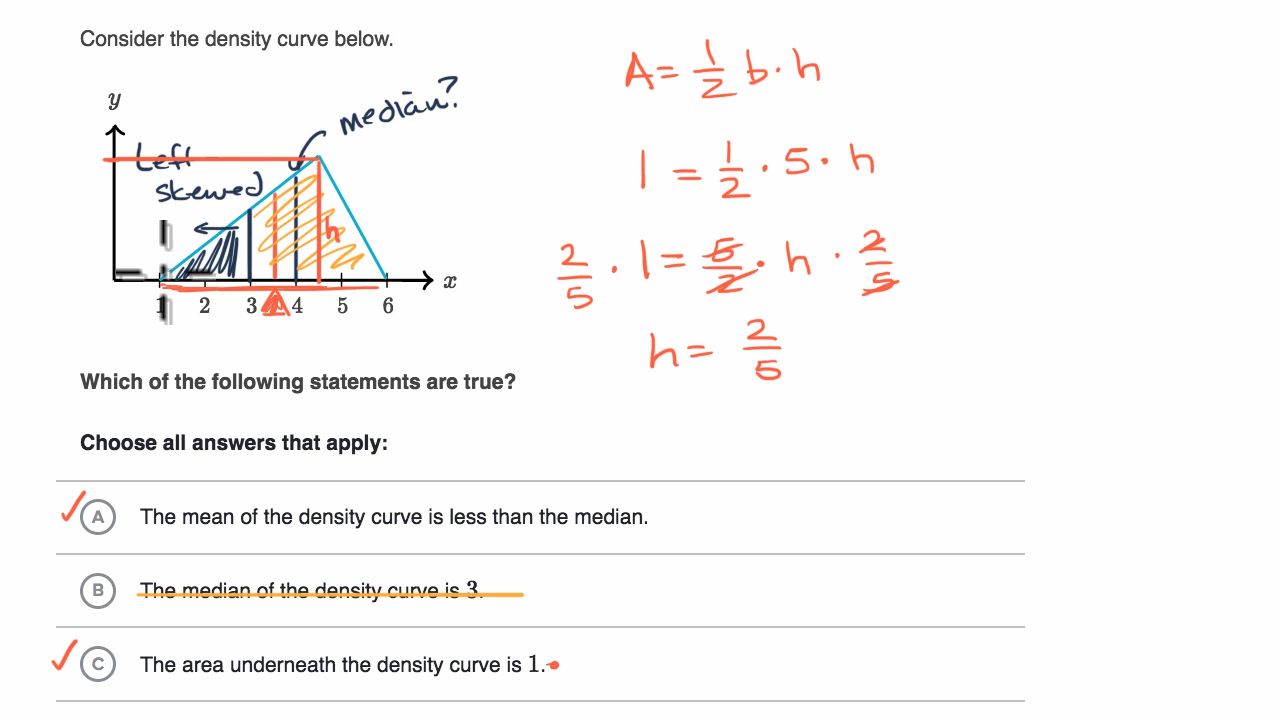 Consider the density curve below.
y
median?
Left
skewed
h
x
1 2 3 4 5 6
A = 1/2 b · h
1 = 1/2 · 5 · h
2/5 · 1 = 5/2 · h · 2/5
h = 2/5
Which of the following statements are true?
Choose all answers that apply:
A The mean of the density curve is less than the median.
B The median of the density curve is 3.
C The area underneath the density curve is 1.